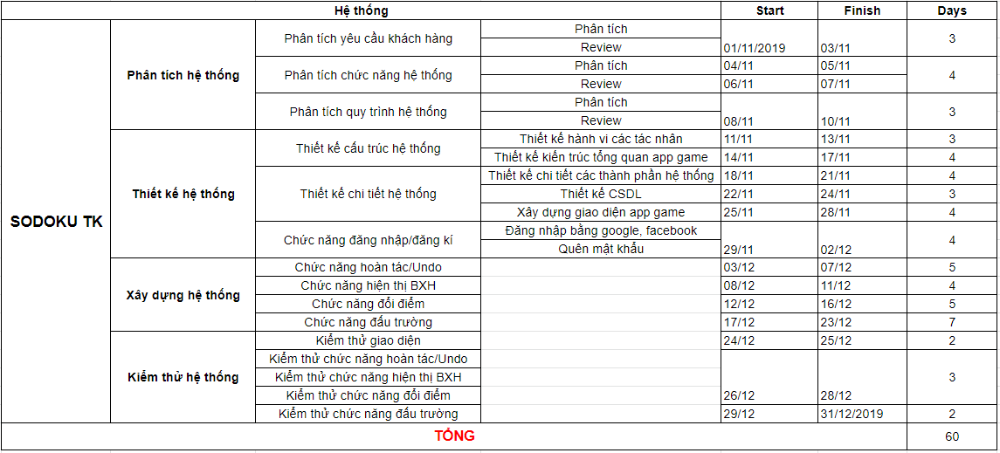 Hệ thống Start Finish Days
SODOKU TK
Phân tích hệ thống
Phân tích yêu cầu khách hàng
Phân tích
Review
01/11/2019 03/11 3
Phân tích chức năng hệ thống
Phân tích 04/11 05/11
Review 06/11 07/11
4
Phân tích quy trình hệ thống
Phân tích
Review
08/11 10/11 3
Thiết kế hệ thống
Thiết kế cấu trúc hệ thống
Thiết kế hành vi các tác nhân 11/11 13/11 3
Thiết kế kiến trúc tổng quan app game 14/11 17/11 4
Thiết kế chi tiết hệ thống
Thiết kế chi tiết các thành phần hệ thống 18/11 21/11 4
Thiết kế CSDL 22/11 24/11 3
Xây dựng giao diện app game 25/11 28/11 4
Chức năng đăng nhập/đăng kí
Đăng nhập bằng google, facebook
Quên mật khẩu
29/11 02/12 4
Xây dựng hệ thống
Chức năng hoàn tác/Undo 03/12 07/12 5
Chức năng hiện thị BXH 08/12 11/12 4
Chức năng đổi điểm 12/12 16/12 5
Chức năng đấu trường 17/12 23/12 7
Kiểm thử hệ thống
Kiểm thử giao diện 24/12 25/12 2
Kiểm thử chức năng hoàn tác/Undo
Kiểm thử chức năng hiện thị BXH
Kiểm thử chức năng đổi điểm
26/12 28/12 3
Kiểm thử chức năng đấu trường 29/12 31/12/2019 2
TỔNG 60